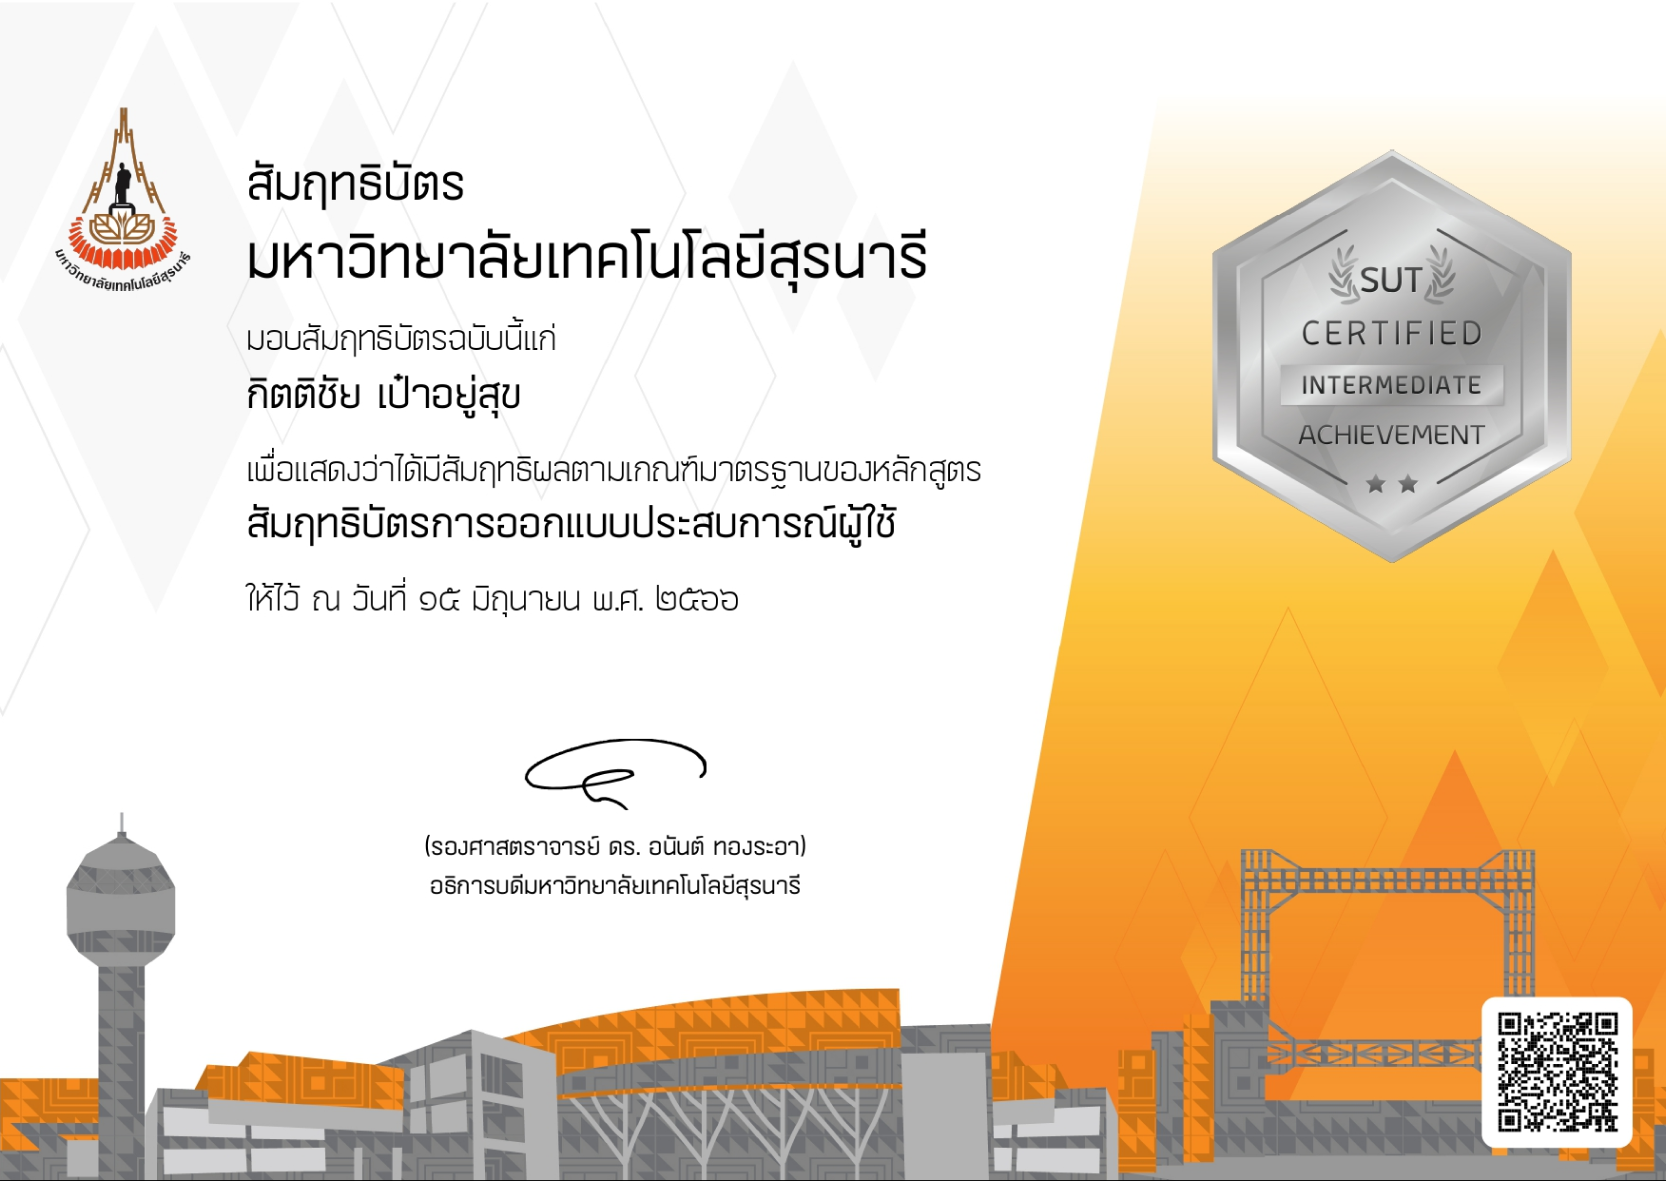 มหาวิทยาลัยเทคโนโลยีสุรนารี
สัมฤทธิบัตร
มหาวิทยาลัยเทคโนโลยีสุรนารี
มอบสัมฤทธิบัตรฉบับนี้แก่
กิตติชัย เป๋าอยู่สุข
เพื่อแสดงว่าได้มีสัมฤทธิผลตามเกณฑ์มาตรฐานของหลักสูตร
สัมฤทธิบัตรการออกแบบประสบการณ์ผู้ใช้
ให้ไว้ ณ วันที่ ๑๕ มิถุนายน พ.ศ. ๒๕๖๖
(รองศาสตราจารย์ ดร. อนันต์ ทองระอา)
อธิการบดีมหาวิทยาลัยเทคโนโลยีสุรนารี
SUT
CERTIFIED
INTERMEDIATE
ACHIEVEMENT